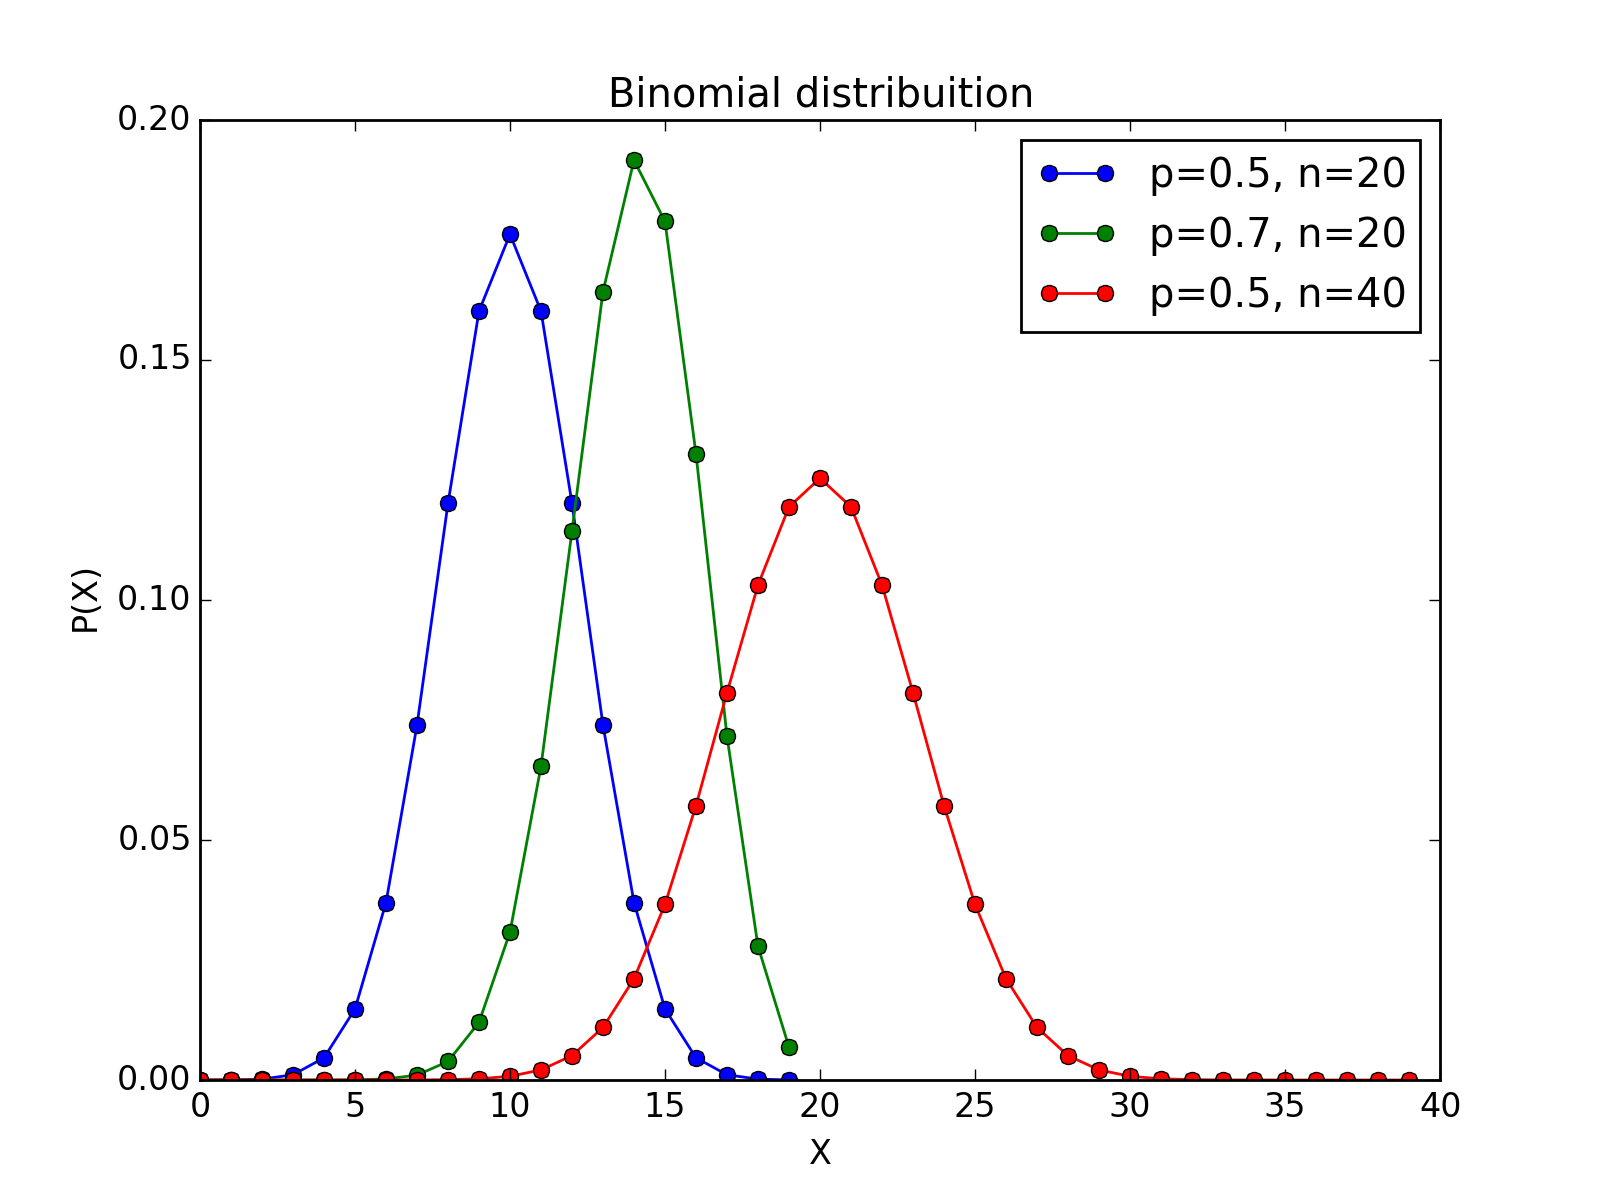 Binomial distribuition
p=0.5, n=20
p=0.7, n=20
p=0.5, n=40
0.20
0.15
0.10
0.05
0.00
P(X)
0 5 10 15 20 25 30 35 40
X